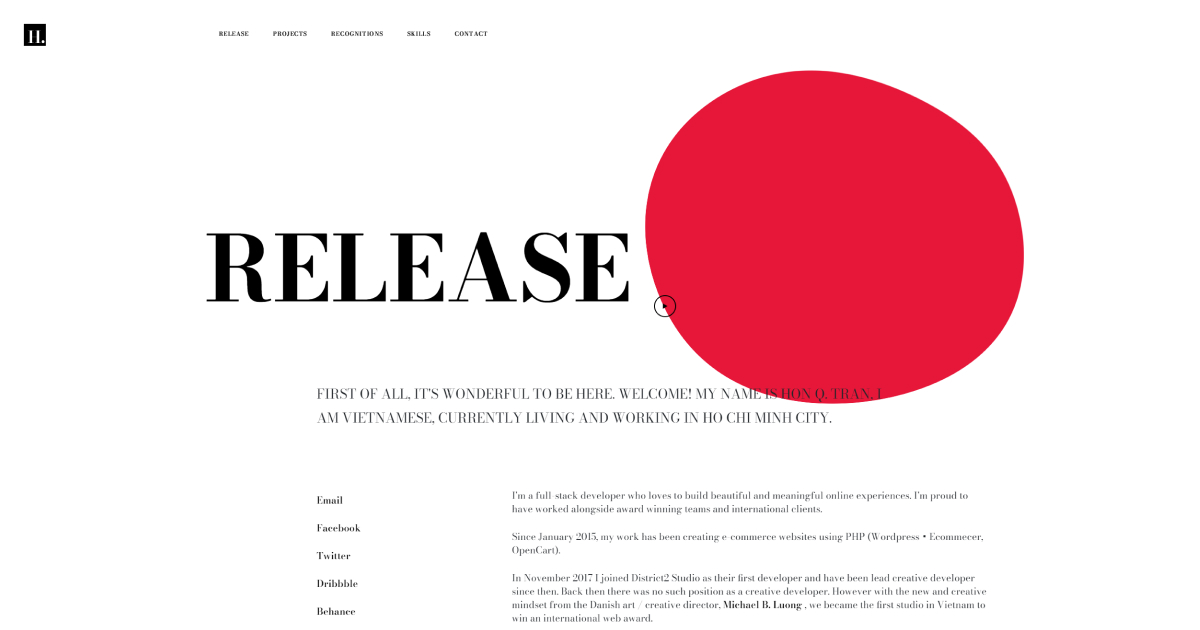 H.
RELEASE PROJECTS RECOGNITIONS SKILLS CONTACT
RELEASE
FIRST OF ALL, IT'S WONDERFUL TO BE HERE. WELCOME! MY NAME IS HON Q. TRAN, I
AM VIETNAMESE, CURRENTLY LIVING AND WORKING IN HO CHI MINH CITY.
Email
Facebook
Twitter
Dribbble
Behance
I'm a full-stack developer who loves to build beautiful and meaningful online experiences. I'm proud to
have worked alongside award winning teams and international clients.
Since January 2015, my work has been creating e-commerce websites using PHP (Wordpress • Ecommecer,
OpenCart).
In November 2017 I joined District2 Studio as their first developer and have been lead creative developer
since then. Back then there was no such position as a creative developer. However with the new and creative
mindset from the Danish art / creative director, Michael B. Luong , we became the first studio in Vietnam to
win an international web award.